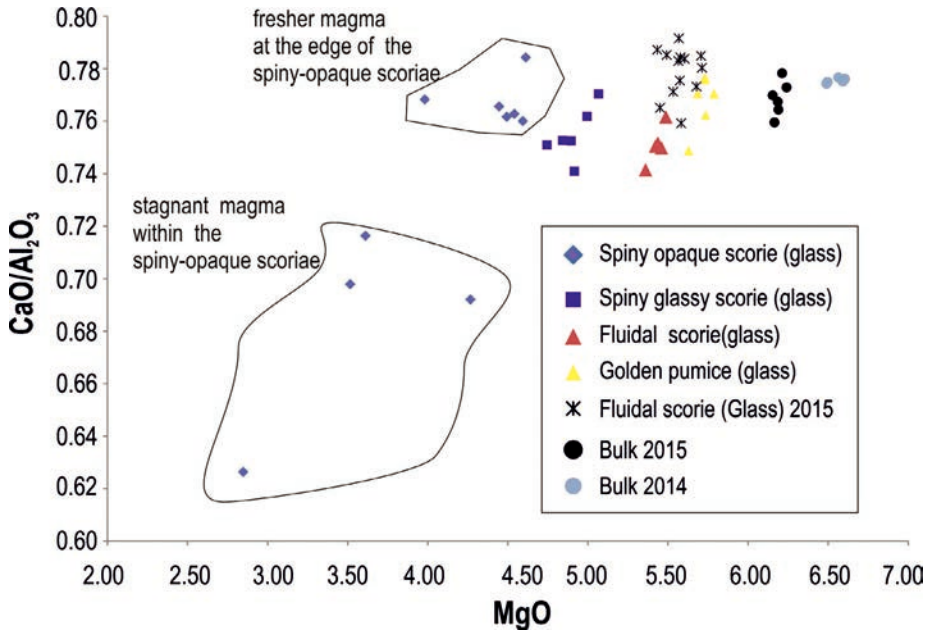 0.80
0.78
0.76
0.74
0.72
0.70
0.68
0.66
0.64
0.62
0.60
CaO/Al₂O₃
fresher magma
at the edge of the
spiny-opaque scoriae
stagnant magma
within the
spiny-opaque scoriae
Spiny opaque scorie (glass)
Spiny glassy scorie (glass)
Fluidal scorie(glass)
Golden pumice (glass)
Fluidal scorie (Glass) 2015
Bulk 2015
Bulk 2014
2.00 2.50 3.00 3.50 4.00 4.50 5.00 5.50 6.00 6.50 7.00
MgO